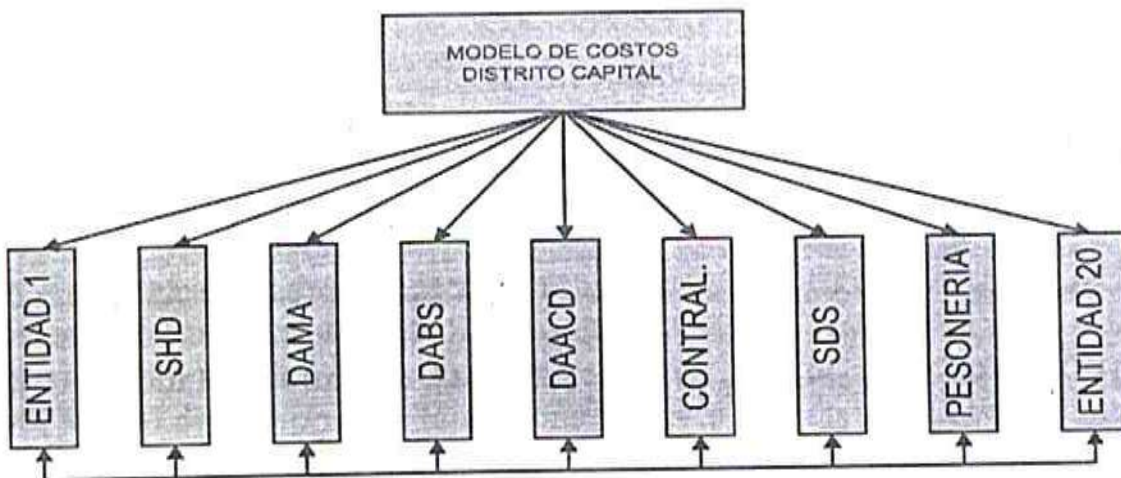 MODELO DE COSTOS
DISTRITO CAPITAL
ENTIDAD 1
SHD
DAMA
DABS
DAACD
CONTRAL.
SDS
PESONERIA
ENTIDAD 20